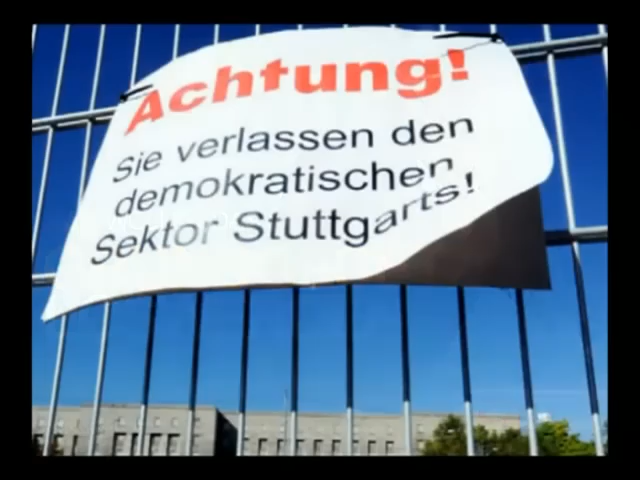 Achtung!
Sie verlassen den
demokratischen
Sektor Stuttgarts!